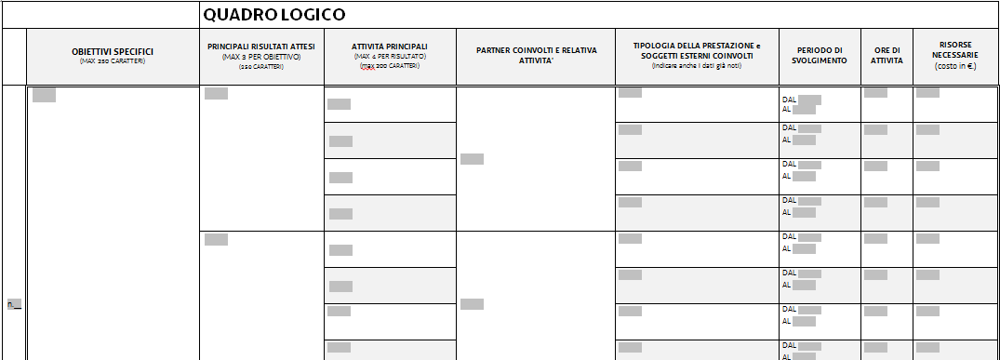 QUADRO LOGICO
OBIETTIVI SPECIFICI
(MAX 250 CARATTERI)
PRINCIPALI RISULTATI ATTESI
(MAX 3 PER OBIETTIVO)
(250 CARATTERI)
ATTIVITÀ PRINCIPALI
(MAX 4 PER RISULTATO)
(max 200 CARATTERI)
PARTNER COINVOLTI E RELATIVA
ATTIVITA'
TIPOLOGIA DELLA PRESTAZIONE e
SOGGETTI ESTERNI COINVOLTI
(indicare anche i dati già noti)
PERIODO DI
SVOLGIMENTO
ORE DI
ATTIVITA
RISORSE
NECESSARIE
(costo in €.)
DAL
AL
DAL
AL
DAL
AL
DAL
AL
DAL
AL
DAL
AL
n.__
DAL
AL
DAL
AL